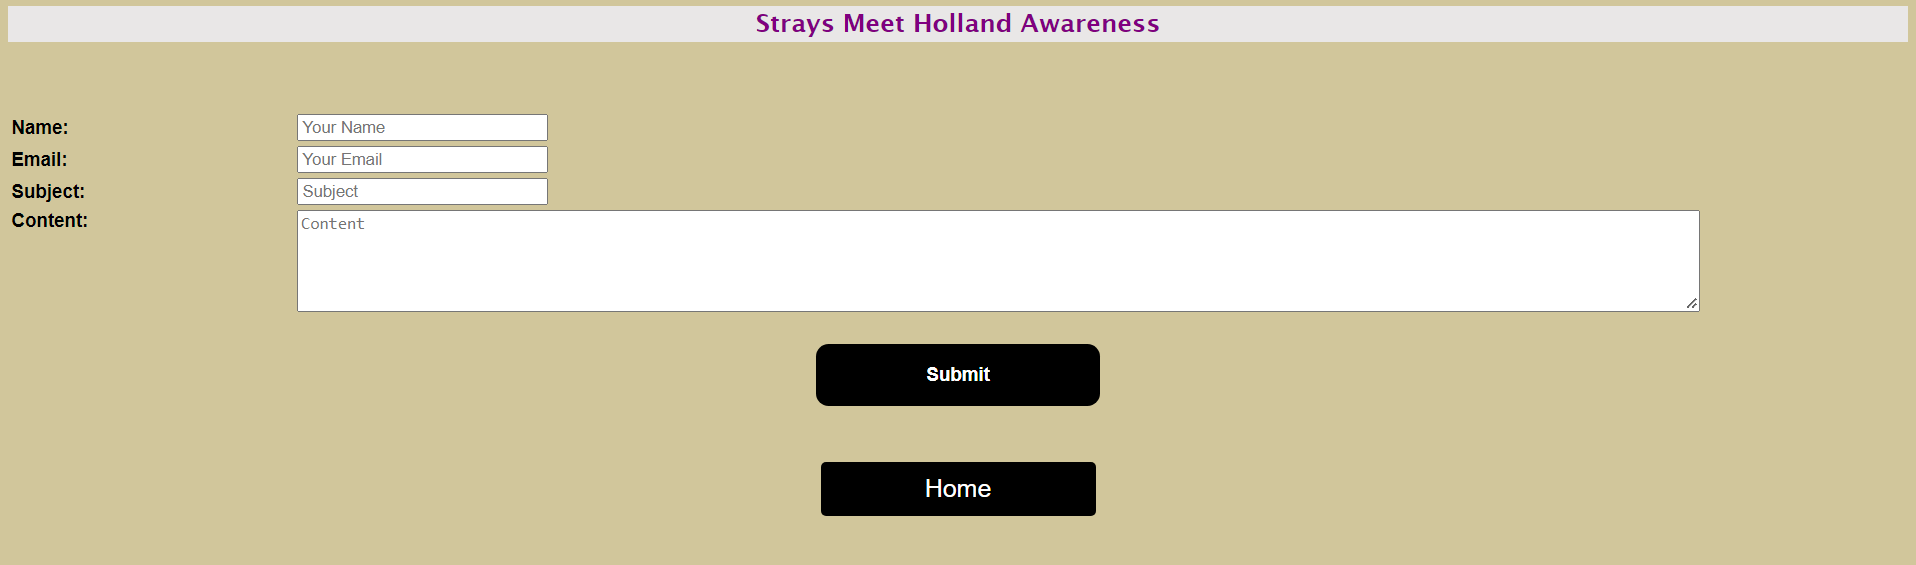 Strays Meet Holland Awareness
Name: Your Name
Email: Your Email
Subject: Subject
Content: Content
Submit
Home